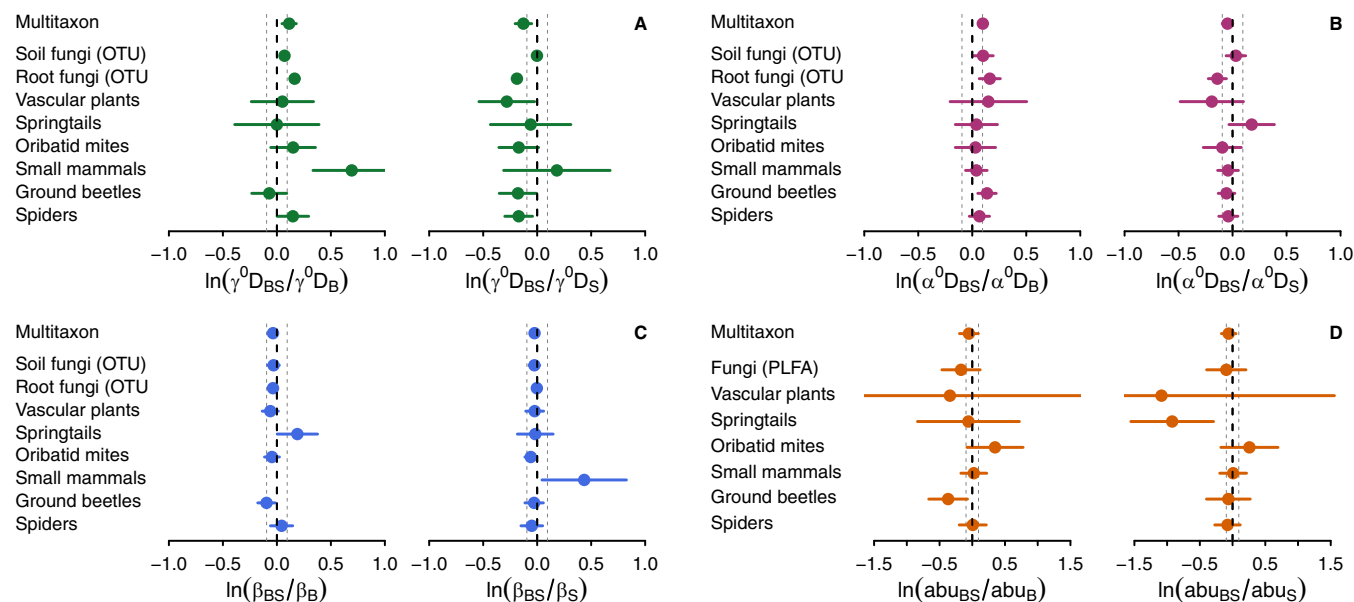 A
Multitaxon
Soil fungi (OTU)
Root fungi (OTU
Vascular plants
Springtails
Oribatid mites
Small mammals
Ground beetles
Spiders
−1.0 −0.5 0.0 0.5 1.0
−1.0 −0.5 0.0 0.5 1.0
ln(γ⁰D_BS/γ⁰D_B)
ln(γ⁰D_BS/γ⁰D_S)
B
Multitaxon
Soil fungi (OTU)
Root fungi (OTU
Vascular plants
Springtails
Oribatid mites
Small mammals
Ground beetles
Spiders
−1.0 −0.5 0.0 0.5 1.0
−1.0 −0.5 0.0 0.5 1.0
ln(α⁰D_BS/α⁰D_B)
ln(α⁰D_BS/α⁰D_S)
C
Multitaxon
Soil fungi (OTU)
Root fungi (OTU
Vascular plants
Springtails
Oribatid mites
Small mammals
Ground beetles
Spiders
−1.0 −0.5 0.0 0.5 1.0
−1.0 −0.5 0.0 0.5 1.0
ln(β_BS/β_B)
ln(β_BS/β_S)
D
Multitaxon
Fungi (PLFA)
Vascular plants
Springtails
Oribatid mites
Small mammals
Ground beetles
Spiders
−1.5 −0.5 0.5 1.5
−1.5 −0.5 0.5 1.5
ln(abu_BS/abu_B)
ln(abu_BS/abu_S)